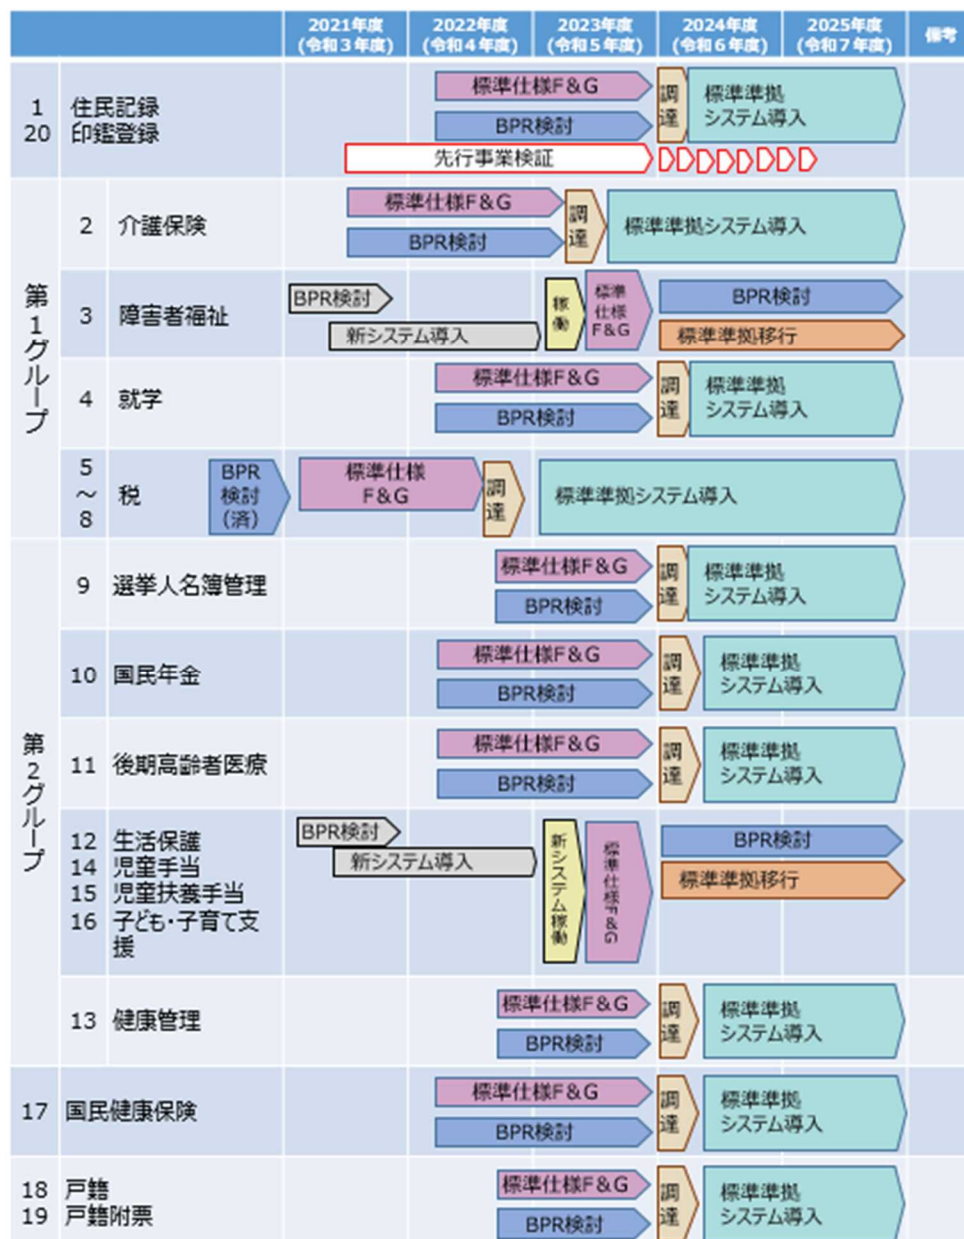 2021年度 2022年度 2023年度 2024年度 2025年度 備考
(令和3年度) (令和4年度) (令和5年度) (令和6年度) (令和7年度)
1 住民記録
20 印鑑登録
標準仕様F&G
BPR検討
先行事業検証
調達
標準準拠
システム導入
第1グループ
2 介護保険
標準仕様F&G
BPR検討
調達
標準準拠システム導入
3 障害者福祉
BPR検討
新システム導入
稼働
標準
仕様
F&G
BPR検討
標準準拠移行
4 就学
標準仕様F&G
BPR検討
調達
標準準拠
システム導入
5
～
8
税
BPR
検討
(済)
標準仕様
F&G
調達
標準準拠システム導入
第2グループ
9 選挙人名簿管理
標準仕様F&G
BPR検討
調達
標準準拠
システム導入
10 国民年金
標準仕様F&G
BPR検討
調達
標準準拠
システム導入
11 後期高齢者医療
標準仕様F&G
BPR検討
調達
標準準拠
システム導入
12 生活保護
14 児童手当
15 児童扶養手当
16 子ども・子育て支
援
BPR検討
新システム導入
新システム稼働
標準仕様F&G
BPR検討
標準準拠移行
13 健康管理
標準仕様F&G
BPR検討
調達
標準準拠
システム導入
17 国民健康保険
標準仕様F&G
BPR検討
調達
標準準拠
システム導入
18 戸籍
19 戸籍附票
標準仕様F&G
BPR検討
調達
標準準拠
システム導入